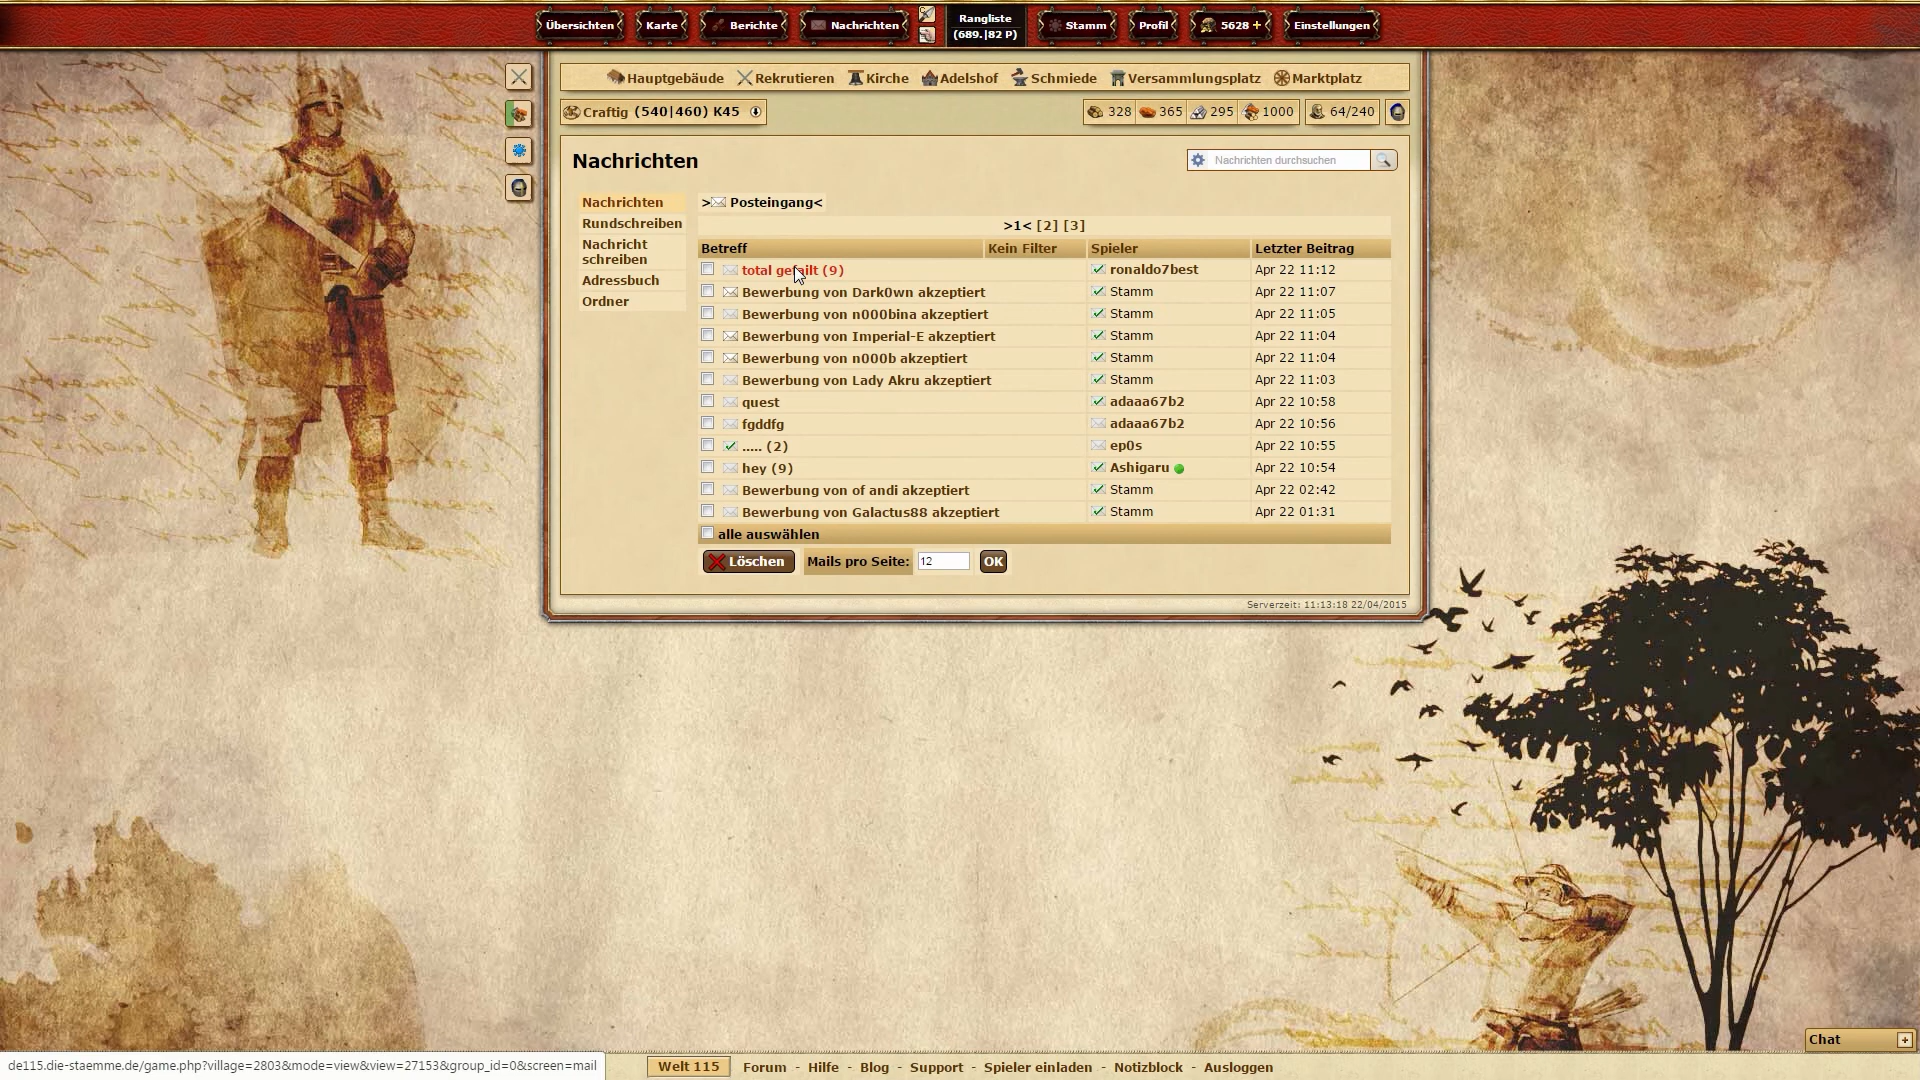 Übersichten Karte Berichte Nachrichten Rangliste (689.|82 P) Stamm Profil 5628 + Einstellungen
Hauptgebäude Rekrutieren Kirche Adelshof Schmiede Versammlungsplatz Marktplatz
Craftig (540|460) K45 328 365 295 1000 64/240
Nachrichten
Nachrichten durchsuchen
Nachrichten
Rundschreiben
Nachricht schreiben
Adressbuch
Ordner
> Posteingang<
>1< [2] [3]
Betreff Kein Filter Spieler Letzter Beitrag
total gefailt (9) ronaldo7best Apr 22 11:12
Bewerbung von Dark0wn akzeptiert Stamm Apr 22 11:07
Bewerbung von n000bina akzeptiert Stamm Apr 22 11:05
Bewerbung von Imperial-E akzeptiert Stamm Apr 22 11:04
Bewerbung von n000b akzeptiert Stamm Apr 22 11:04
Bewerbung von Lady Akru akzeptiert Stamm Apr 22 11:03
quest adaaa67b2 Apr 22 10:58
fgddfg adaaa67b2 Apr 22 10:56
..... (2) ep0s Apr 22 10:55
hey (9) Ashigaru Apr 22 10:54
Bewerbung von of andi akzeptiert Stamm Apr 22 02:42
Bewerbung von Galactus88 akzeptiert Stamm Apr 22 01:31
alle auswählen
Löschen Mails pro Seite: 12 OK
Serverzeit: 11:13:18 22/04/2015
Chat +
de115.die-staemme.de/game.php?village=2803&mode=view&view=27153&group_id=0&screen=mail
Welt 115 Forum - Hilfe - Blog - Support - Spieler einladen - Notizblock - Ausloggen